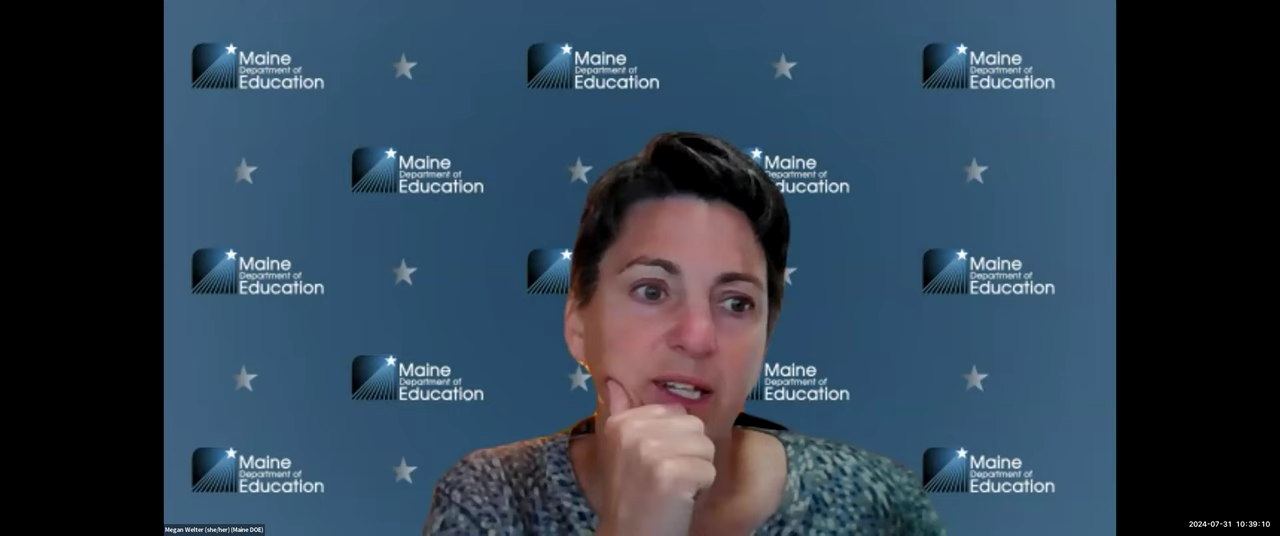 Maine
Department of
Education
Maine
Department of
Education
Maine
Department of
Education
Maine
Department of
Education
Maine
Department of
ducation
Maine
Department of
Education
Maine
Department of
Education
Maine
Department of
Education
Maine
Department of
Education
Maine
Department of
Education
Maine
Department of
Education
Megan Welter (she/her) (Maine DOE)
2024-07-31 10:39:10